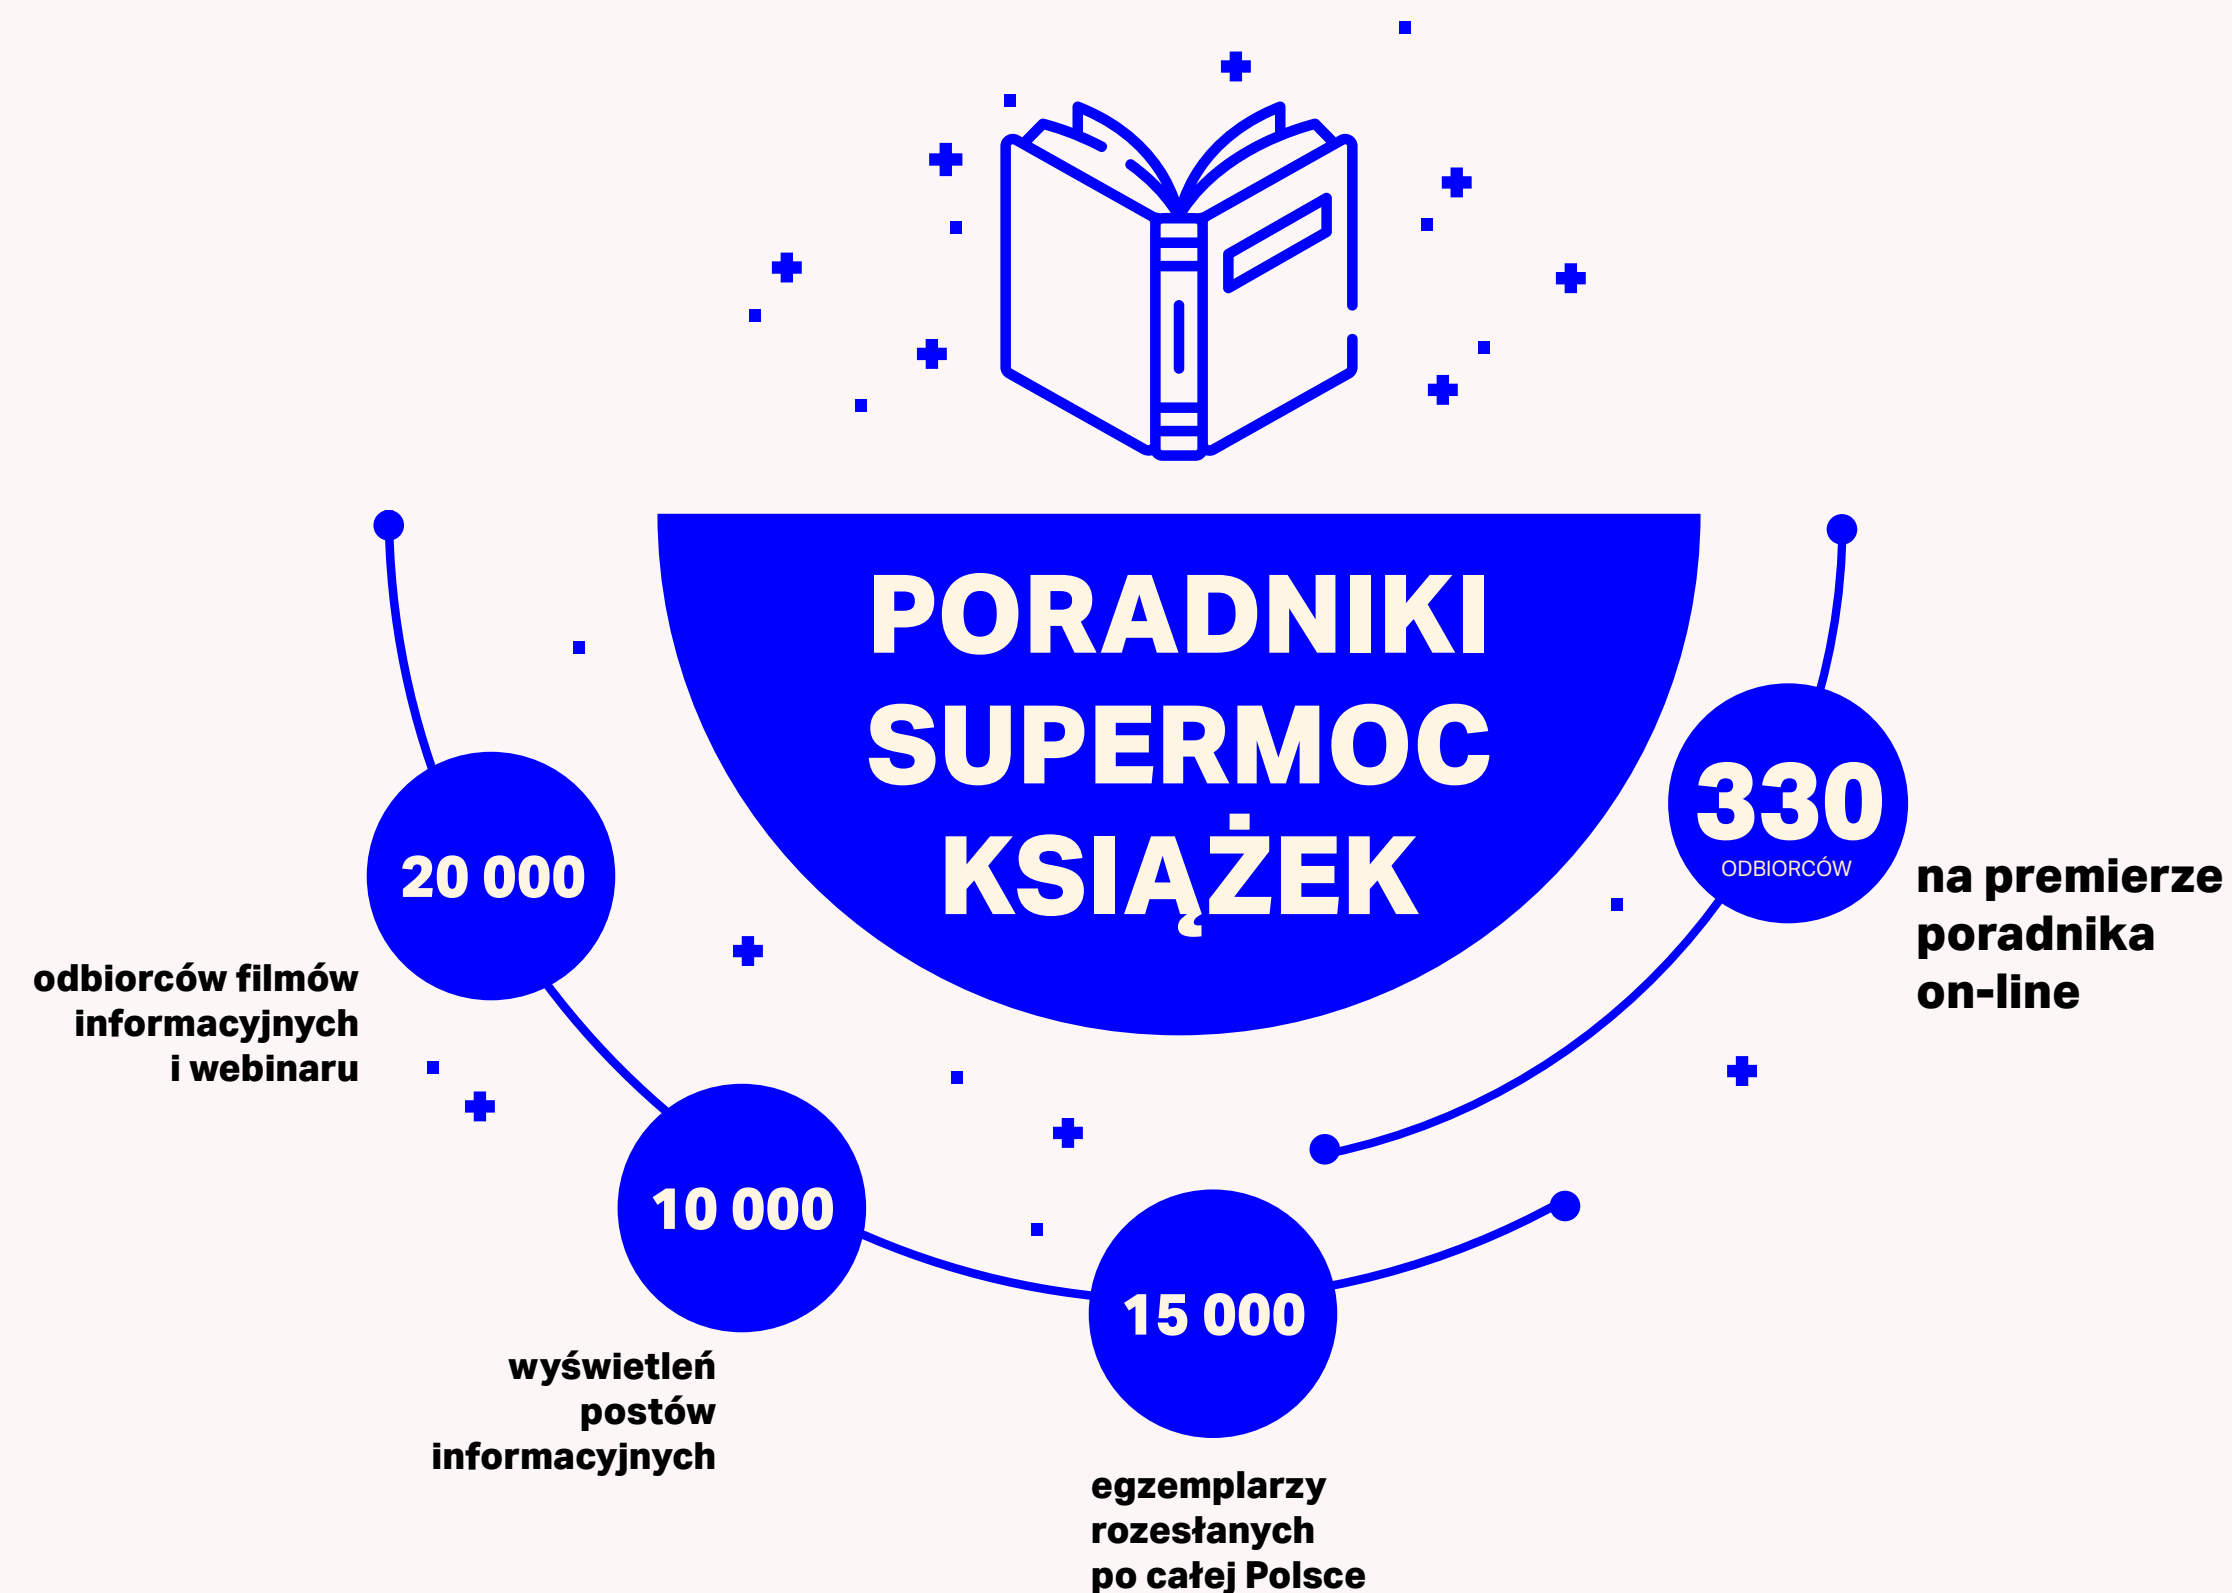 PORADNIKI
SUPERMOC
KSIĄŻEK
20 000
odbiorców filmów
informacyjnych
i webinaru
10 000
wyświetleń
postów
informacyjnych
15 000
egzemplarzy
rozesłanych
po całej Polsce
330
ODBIORCÓW
na premierze
poradnika
on-line